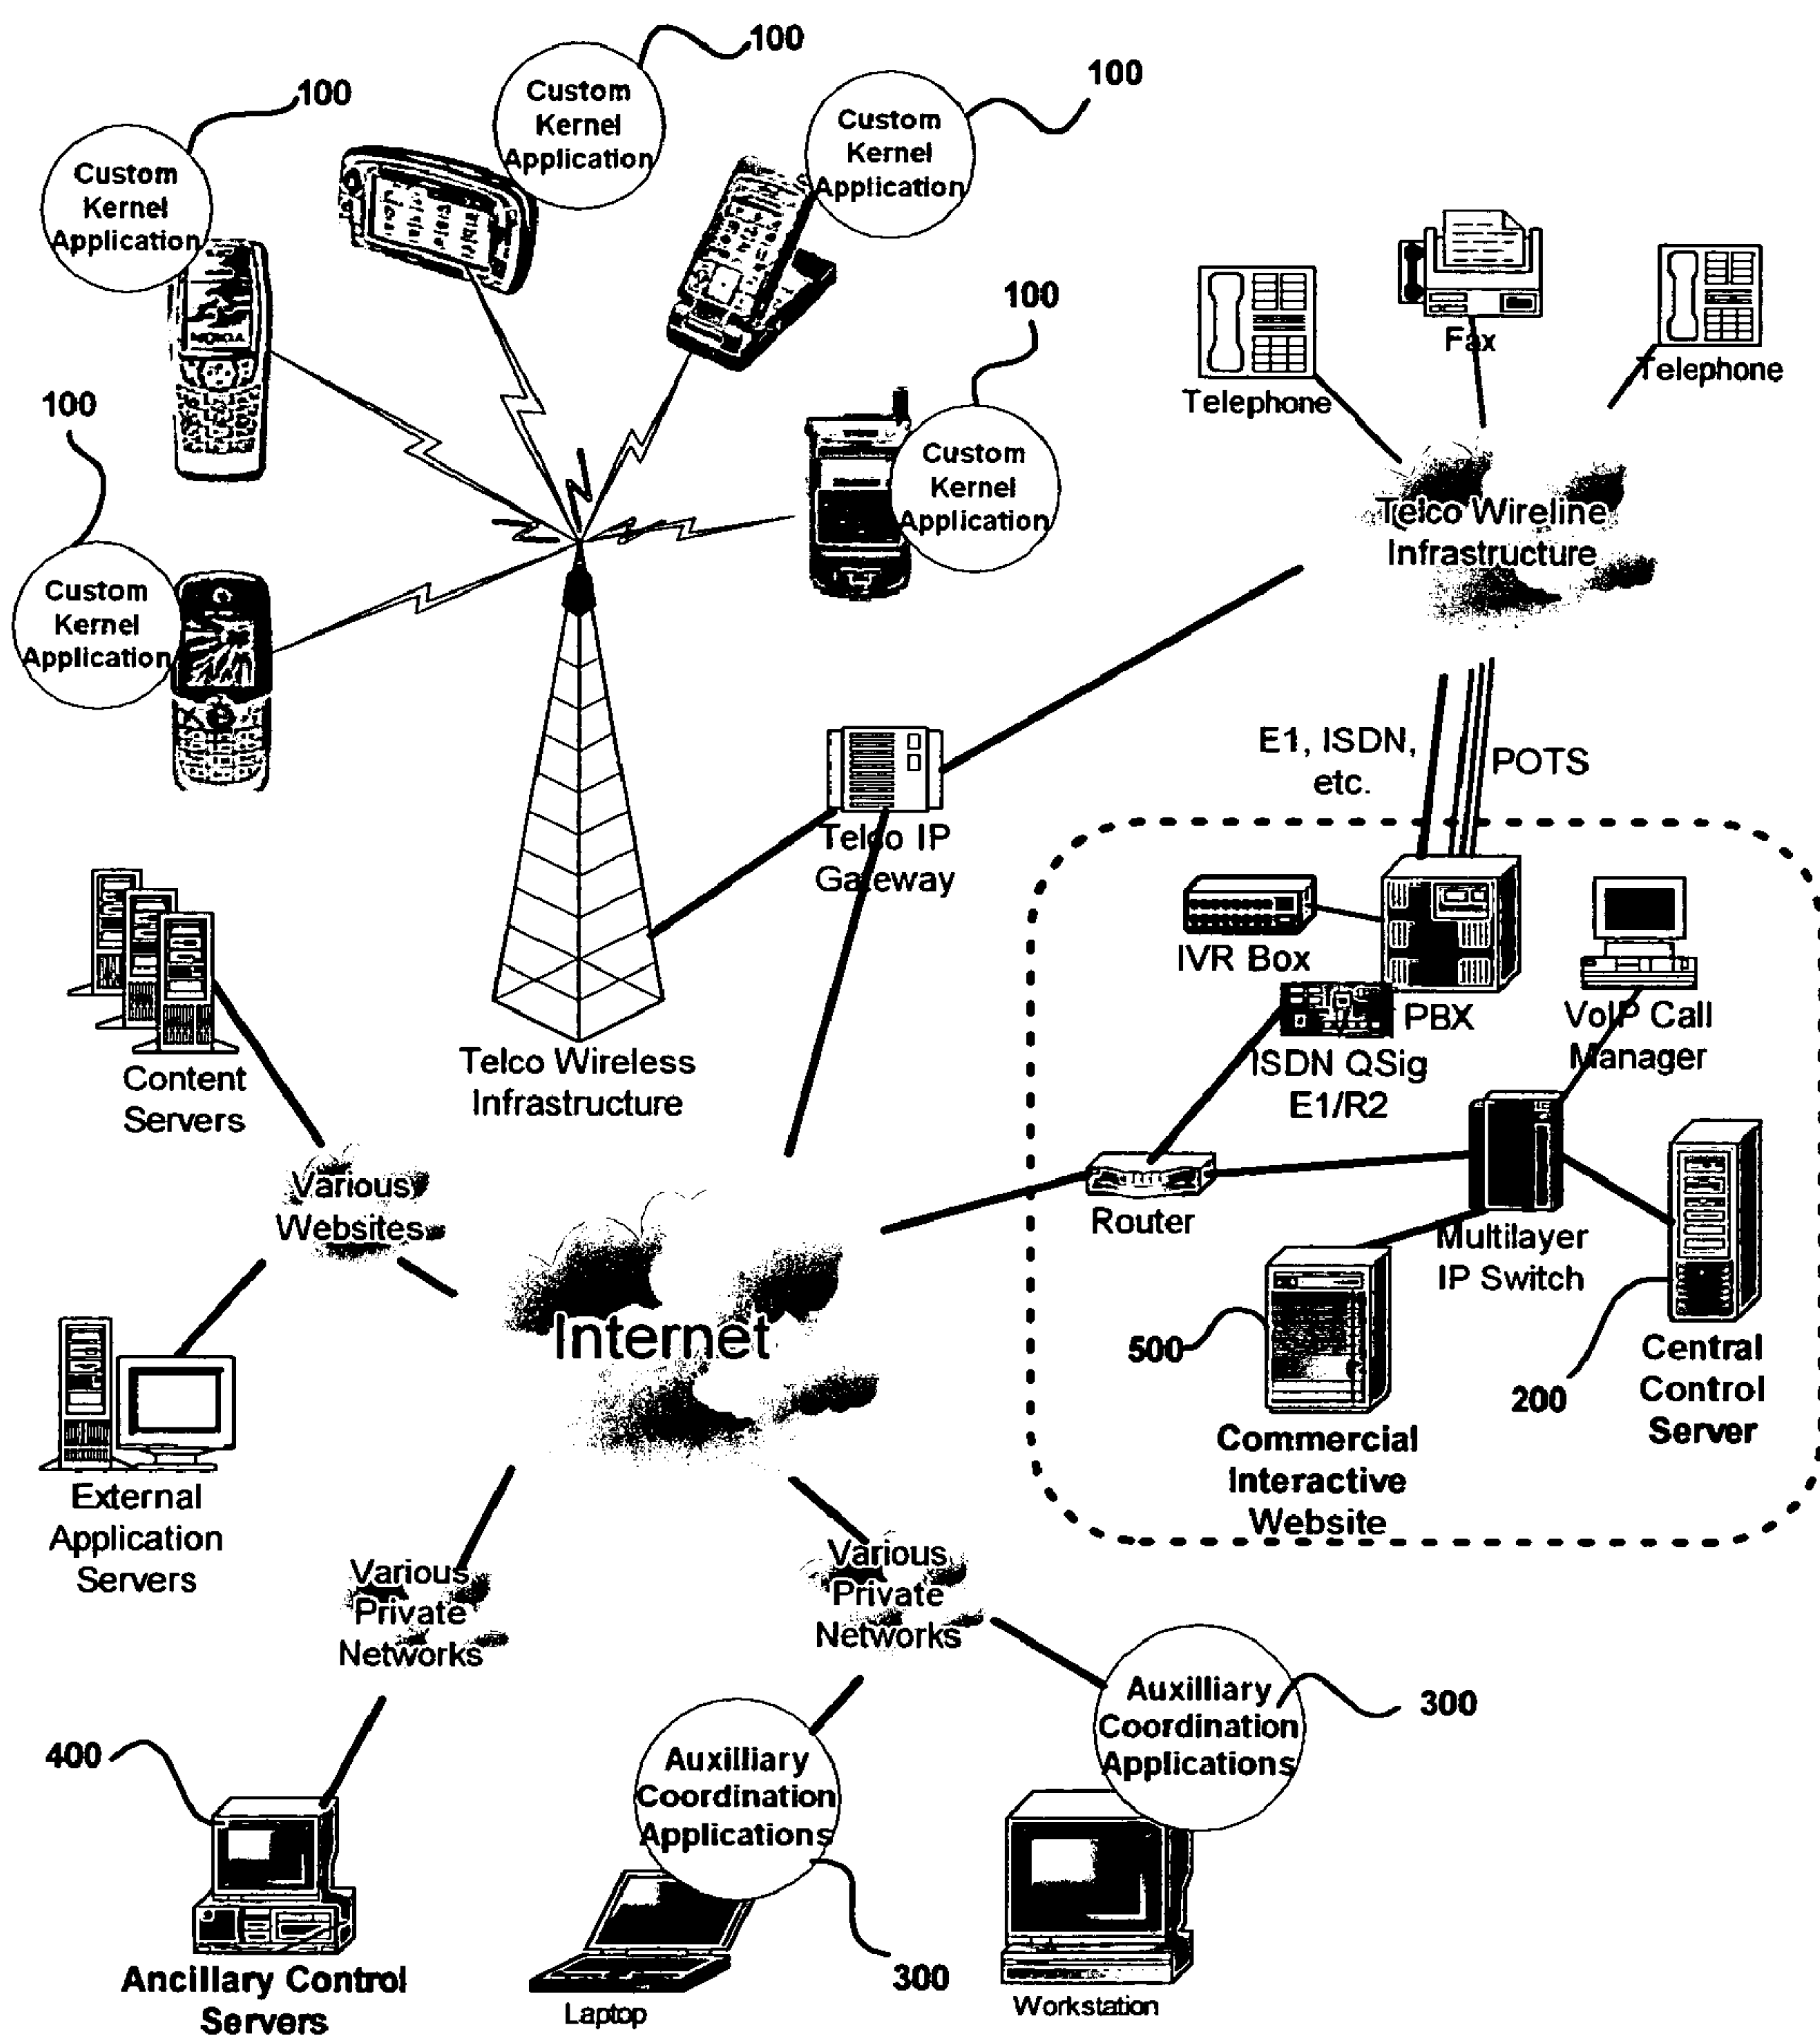 100
100
100
Custom
Kernel
Application
Custom
Kernel
Application
Custom
Kernel
Application
NOKIA
100
Custom
Kernel
Application
100
Custom
Kernel
Application
Telephone
Fax
Telephone
Telco Wireline
Infrastructure
E1, ISDN,
etc.
POTS
Telco IP
Gateway
Telco Wireless
Infrastructure
IVR Box
PBX
ISDN QSig
E1/R2
VoIP Call
Manager
Router
Multilayer
IP Switch
500
Commercial
Interactive
Website
200
Central
Control
Server
Content
Servers
Various
Websites
Internet
External
Application
Servers
Various
Private
Networks
Various
Private
Networks
400
Ancillary Control
Servers
Auxilliary
Coordination
Applications
300
Laptop
Auxilliary
Coordination
Applications
300
Workstation